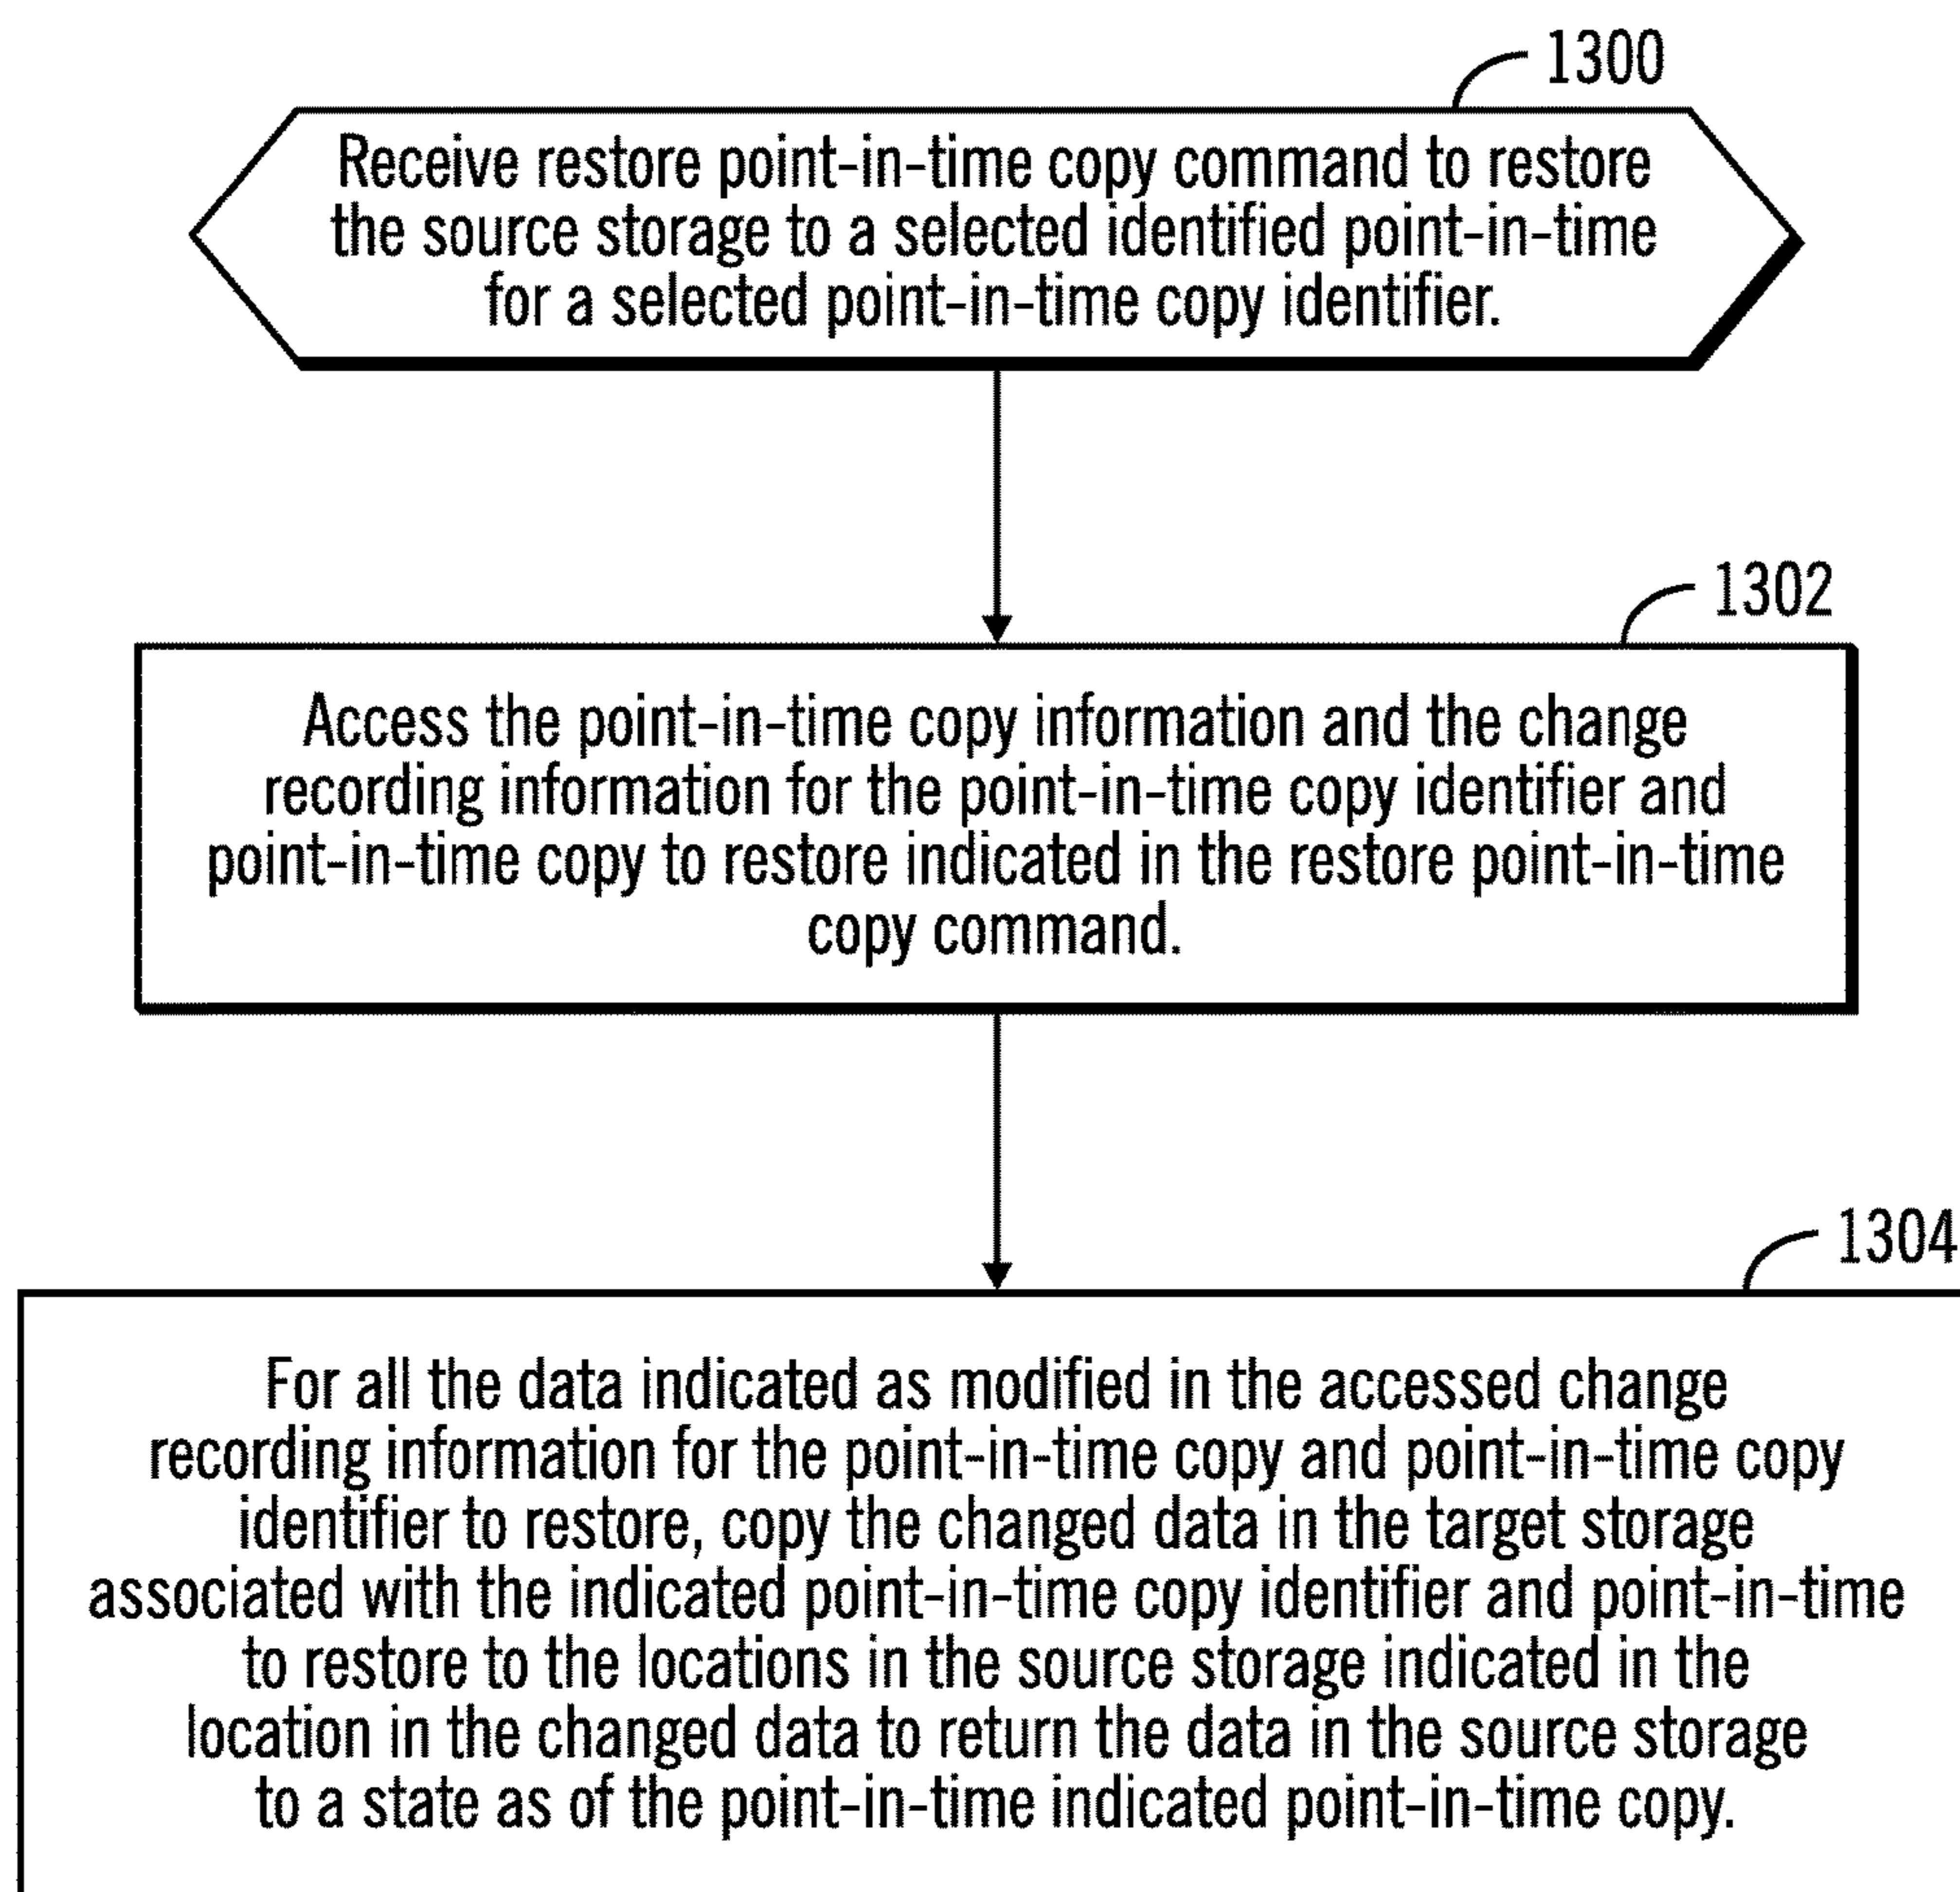 1300
Receive restore point-in-time copy command to restore
the source storage to a selected identified point-in-time
for a selected point-in-time copy identifier.
1302
Access the point-in-time copy information and the change
recording information for the point-in-time copy identifier and
point-in-time copy to restore indicated in the restore point-in-time
copy command.
1304
For all the data indicated as modified in the accessed change
recording information for the point-in-time copy and point-in-time copy
identifier to restore, copy the changed data in the target storage
associated with the indicated point-in-time copy identifier and point-in-time
to restore to the locations in the source storage indicated in the
location in the changed data to return the data in the source storage
to a state as of the point-in-time indicated point-in-time copy.